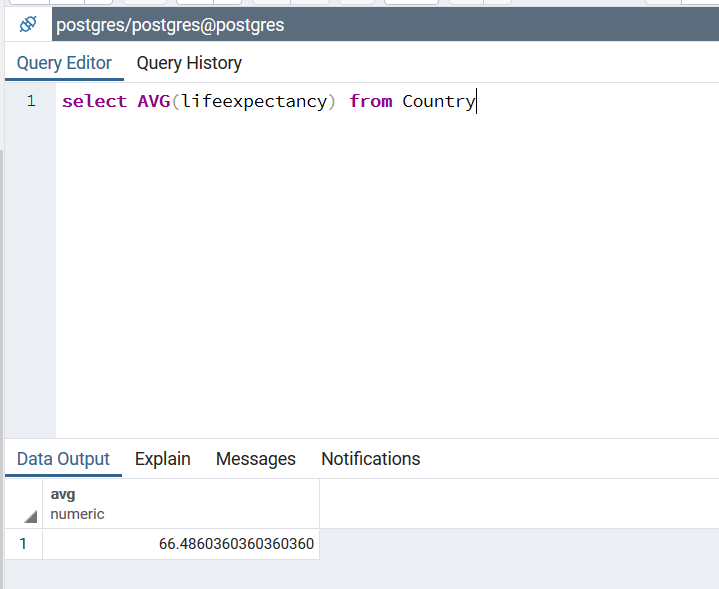 postgres/postgres@postgres
Query Editor Query History
1 select AVG(lifeexpectancy) from Country
Data Output Explain Messages Notifications
avg
numeric
1 66.4860360360360360